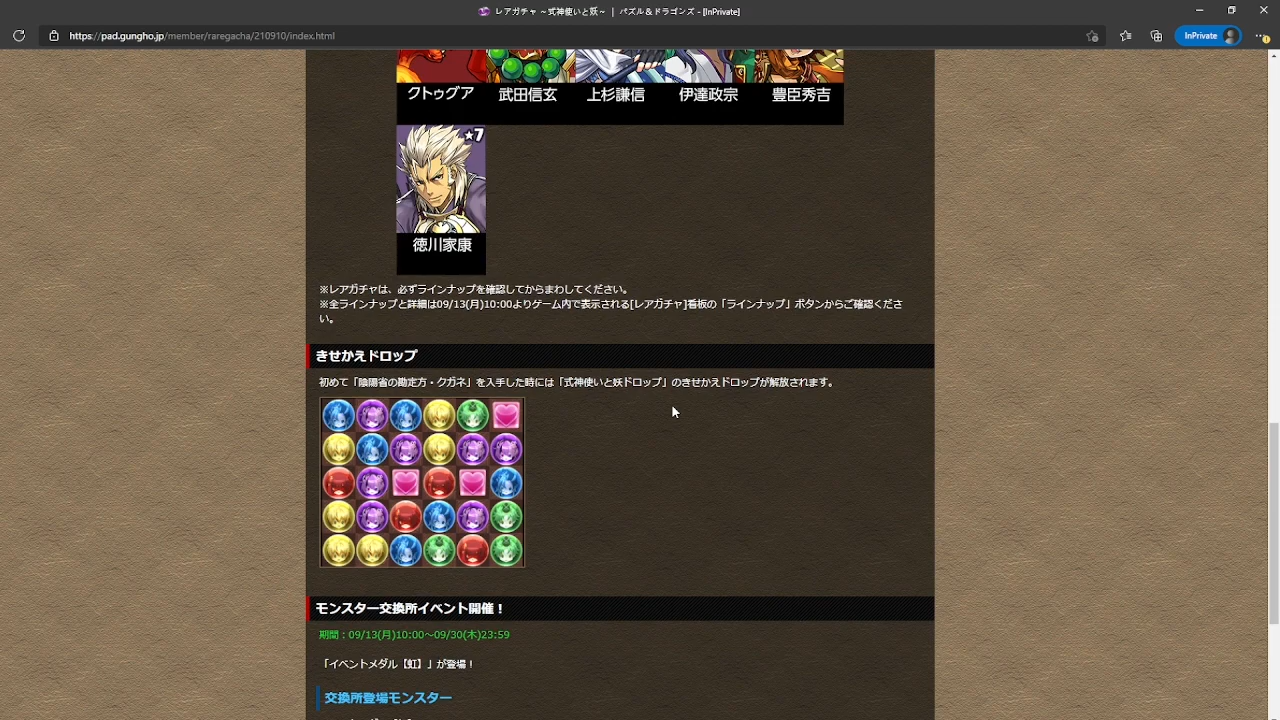 レアガチャ ～式神使いと妖～ | パズル＆ドラゴンズ - [InPrivate]
https://pad.gungho.jp/member/raregacha/210910/index.html
InPrivate
クトゥグア
武田信玄
上杉謙信
伊達政宗
豊臣秀吉
★7
徳川家康
※レアガチャは、必ずラインナップを確認してからまわしてください。
※全ラインナップと詳細は09/13(月)10:00よりゲーム内で表示される[レアガチャ]看板の「ラインナップ」ボタンからご確認くださ
い。
きせかえドロップ
初めて「陰陽省の勘定方・クガネ」を入手した時には「式神使いと妖ドロップ」のきせかえドロップが解放されます。
モンスター交換所イベント開催！
期間：09/13(月)10:00～09/30(木)23:59
「イベントメダル【虹】」が登場！
交換所登場モンスター